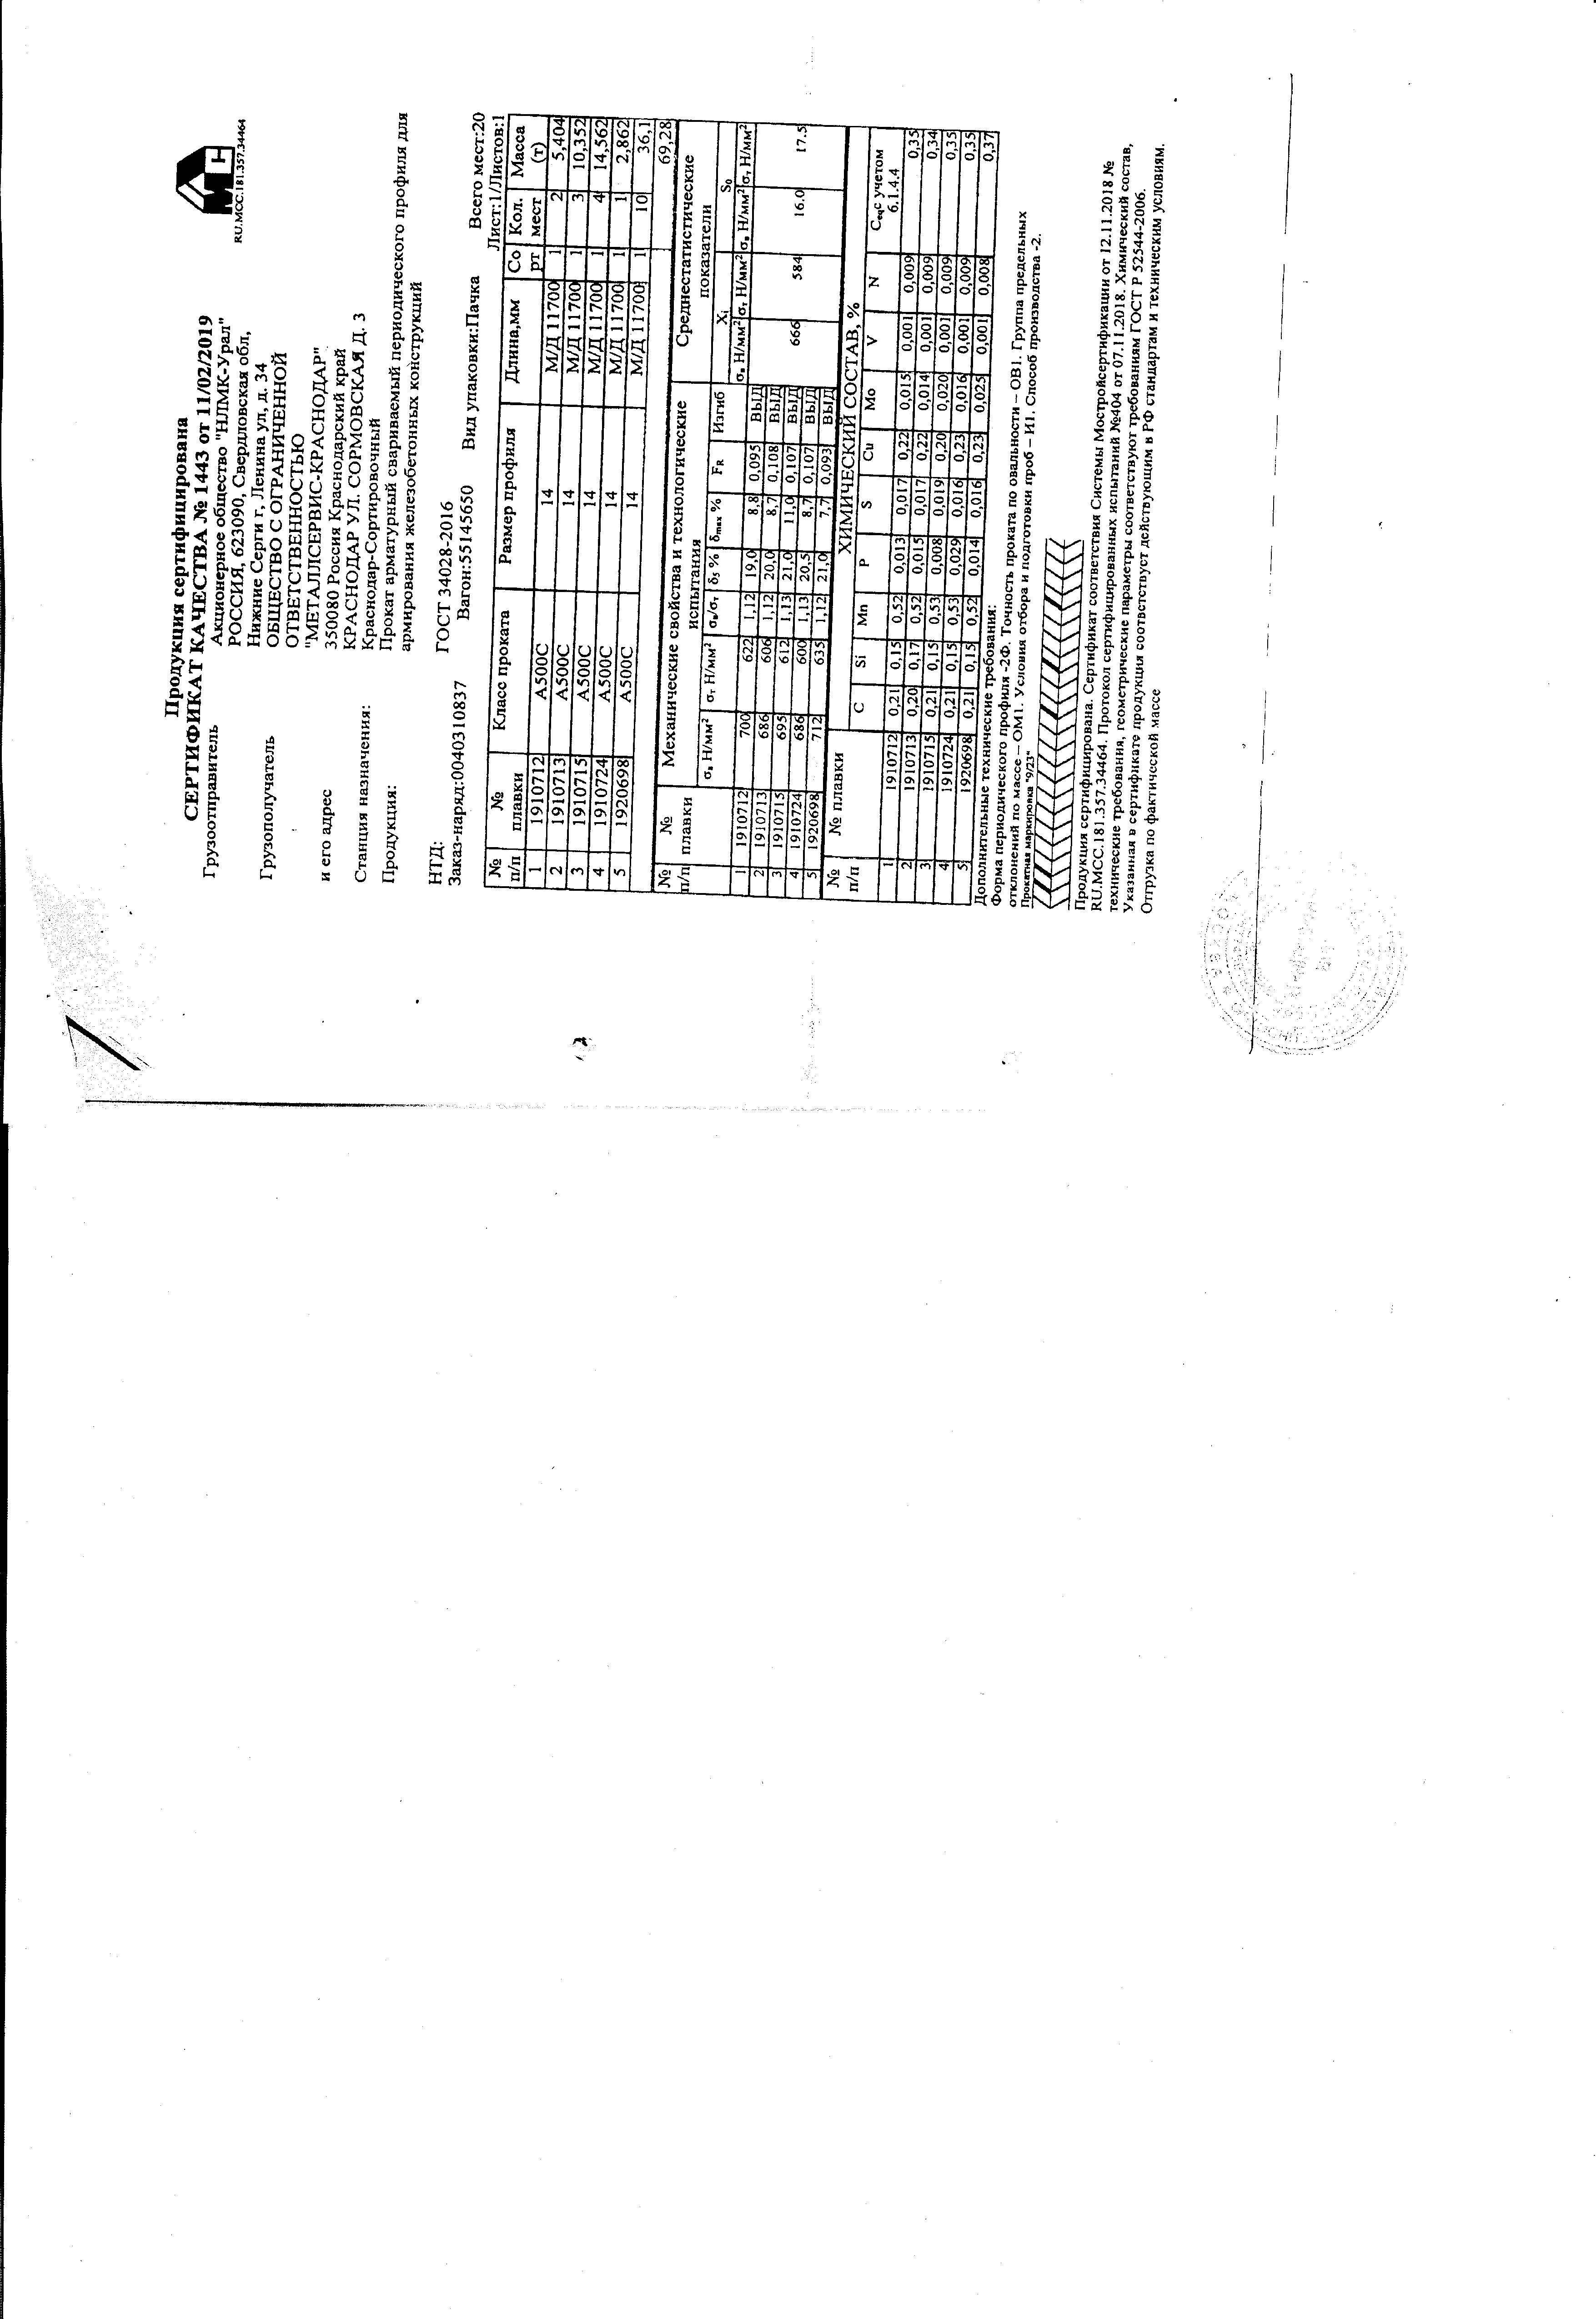 Продукция сертифицирована
СЕРТИФИКАТ КАЧЕСТВА № 1443 от 11/02/2019
RU.MCC.181.357.34464
Грузоотправитель Акционерное общество "НЛМК-Урал"
РОССИЯ, 623090, Свердловская обл,
Нижние Серги г, Ленина ул, д. 34
Грузополучатель ОБЩЕСТВО С ОГРАНИЧЕННОЙ
ОТВЕТСТВЕННОСТЬЮ
"МЕТАЛЛСЕРВИС-КРАСНОДАР"
и его адрес 350080 Россия Краснодарский край
КРАСНОДАР УЛ. СОРМОВСКАЯ Д. 3
Станция назначения: Краснодар-Сортировочный
Продукция: Прокат арматурный свариваемый периодического профиля для
армирования железобетонных конструкций
НТД: ГОСТ 34028-2016
Заказ-наряд:0040310837 Вагон:55145650 Вид упаковки:Пачка Всего мест:20
Лист:1/Листов:1
№ п/п № плавки Класс проката Размер профиля Длина,мм Со рт Кол. мест Масса (т)
1 1910712 А500С 14 М/Д 11700 1 2 5,404
2 1910713 А500С 14 М/Д 11700 1 3 10,352
3 1910715 А500С 14 М/Д 11700 1 4 14,562
4 1910724 А500С 14 М/Д 11700 1 1 2,862
5 1920698 А500С 14 М/Д 11700 1 10 36,1
69,28
№ п/п № плавки Механические свойства и технологические испытания Среднестатистические показатели
σв Н/мм² σт Н/мм² σв/σт δ5 % δmax % FR Изгиб Xi S0
σв Н/мм² σт Н/мм² σв Н/мм² σт Н/мм²
1 1910712 700 622 1,12 19,0 8,8 0,095 ВЫД
2 1910713 686 606 1,12 20,0 8,7 0,108 ВЫД
3 1910715 695 612 1,13 21,0 11,0 0,107 ВЫД 666 584 16.0 17.5
4 1910724 686 600 1,13 20,5 8,7 0,107 ВЫД
5 1920698 712 635 1,12 21,0 7,7 0,093 ВЫД
№ п/п № плавки ХИМИЧЕСКИЙ СОСТАВ, %
C Si Mn P S Cu Mo V N Ceqс учетом 6.1.4.4
1 1910712 0,21 0,15 0,52 0,013 0,017 0,22 0,015 0,001 0,009 0,35
2 1910713 0,20 0,17 0,52 0,015 0,017 0,22 0,014 0,001 0,009 0,34
3 1910715 0,21 0,15 0,53 0,008 0,019 0,20 0,020 0,001 0,009 0,35
4 1910724 0,21 0,15 0,53 0,029 0,016 0,23 0,016 0,001 0,009 0,35
5 1920698 0,21 0,15 0,52 0,014 0,016 0,23 0,025 0,001 0,008 0,37
Дополнительные технические требования:
Форма периодического профиля -2Ф. Точность проката по овальности – ОВ1. Группа предельных
отклонений по массе – ОМ1. Условия отбора и подготовки проб – И1. Способ производства -2.
Прокатная маркировка "9/23"
Продукция сертифицирована. Сертификат соответствия Системы Мостройсертификации от 12.11.2018 №
RU.MCC.181.357.34464. Протокол сертифицированных испытаний №404 от 07.11.2018. Химический состав,
технические требования, геометрические параметры соответствуют требованиям ГОСТ Р 52544-2006.
Указанная в сертификате продукция соответствует действующим в РФ стандартам и техническим условиям.
Отгрузка по фактической массе